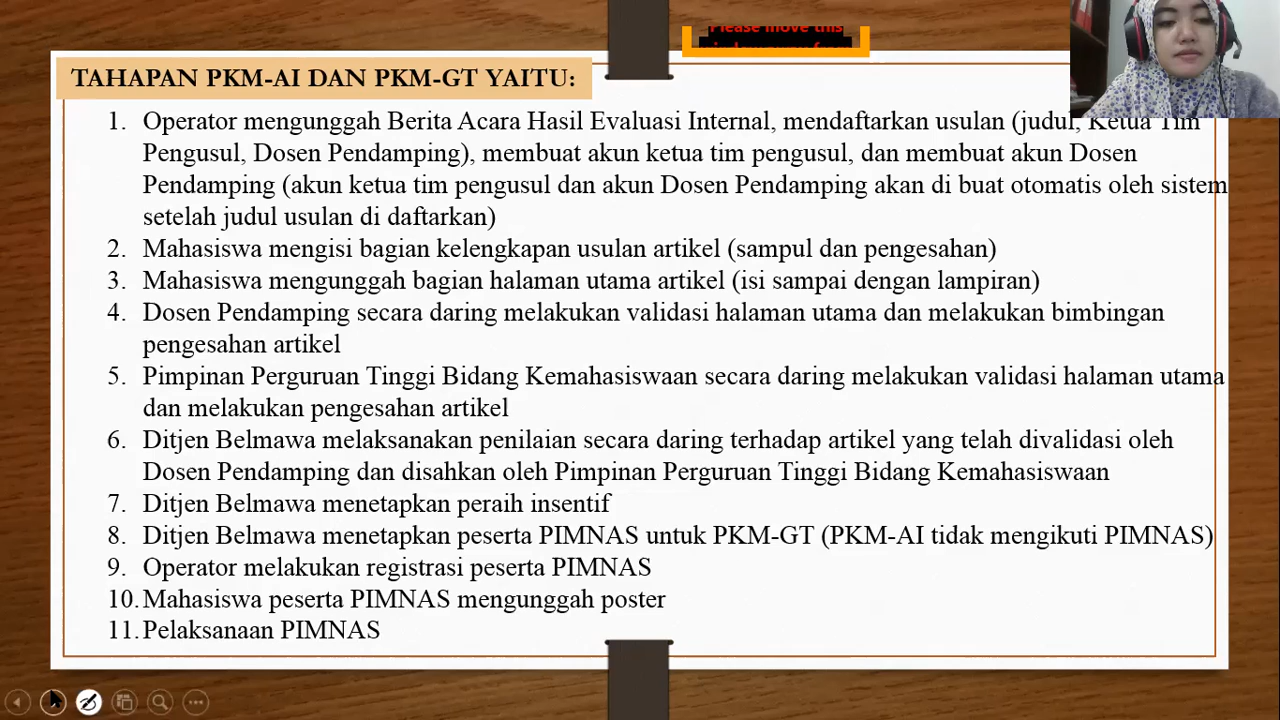 Please move this
TAHAPAN PKM-AI DAN PKM-GT YAITU:
1. Operator mengunggah Berita Acara Hasil Evaluasi Internal, mendaftarkan usulan (judul, Ketua Tim
Pengusul, Dosen Pendamping), membuat akun ketua tim pengusul, dan membuat akun Dosen
Pendamping (akun ketua tim pengusul dan akun Dosen Pendamping akan di buat otomatis oleh sistem
setelah judul usulan di daftarkan)
2. Mahasiswa mengisi bagian kelengkapan usulan artikel (sampul dan pengesahan)
3. Mahasiswa mengunggah bagian halaman utama artikel (isi sampai dengan lampiran)
4. Dosen Pendamping secara daring melakukan validasi halaman utama dan melakukan bimbingan
pengesahan artikel
5. Pimpinan Perguruan Tinggi Bidang Kemahasiswaan secara daring melakukan validasi halaman utama
dan melakukan pengesahan artikel
6. Ditjen Belmawa melaksanakan penilaian secara daring terhadap artikel yang telah divalidasi oleh
Dosen Pendamping dan disahkan oleh Pimpinan Perguruan Tinggi Bidang Kemahasiswaan
7. Ditjen Belmawa menetapkan peraih insentif
8. Ditjen Belmawa menetapkan peserta PIMNAS untuk PKM-GT (PKM-AI tidak mengikuti PIMNAS)
9. Operator melakukan registrasi peserta PIMNAS
10. Mahasiswa peserta PIMNAS mengunggah poster
11. Pelaksanaan PIMNAS